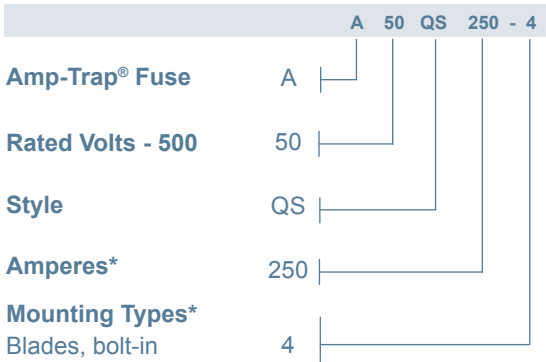 A 50 QS 250 - 4
Amp-Trap® Fuse A
Rated Volts - 500 50
Style QS
Amperes* 250
Mounting Types*
Blades, bolt-in 4